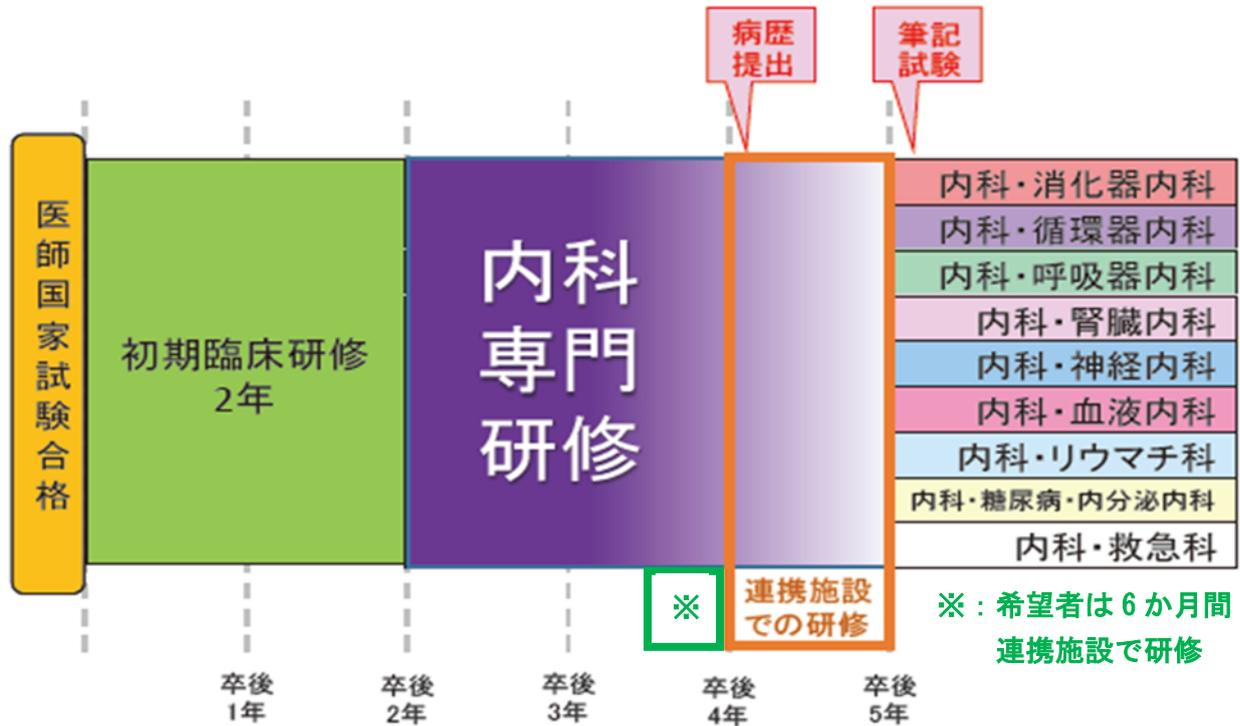 病歴
提出
筆記
試験
医師国家試験合格
初期臨床研修
2年
内科
専門
研修
内科・消化器内科
内科・循環器内科
内科・呼吸器内科
内科・腎臓内科
内科・神経内科
内科・血液内科
内科・リウマチ科
内科・糖尿病・内分泌内科
内科・救急科
※
連携施設
での研修
※：希望者は6か月間
連携施設で研修
卒後
1年
卒後
2年
卒後
3年
卒後
4年
卒後
5年